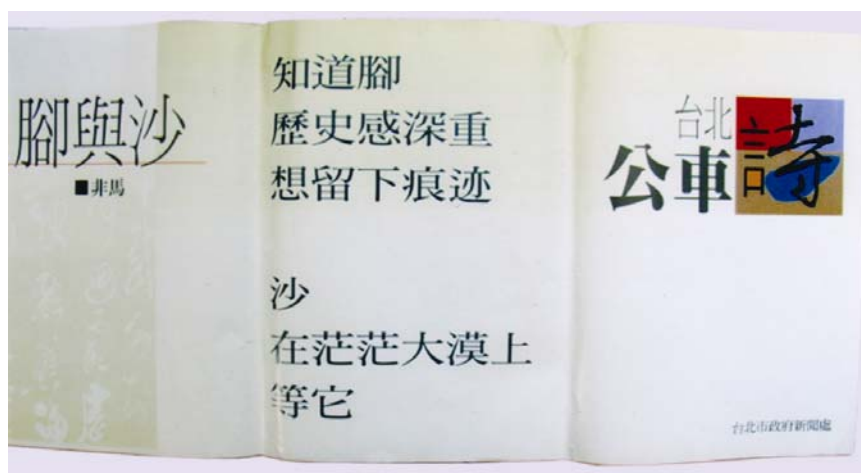 腳與沙
■非馬
知道腳
歷史感深重
想留下痕迹
沙
在茫茫大漠上
等它
台北
公車詩
台北市政府新聞處